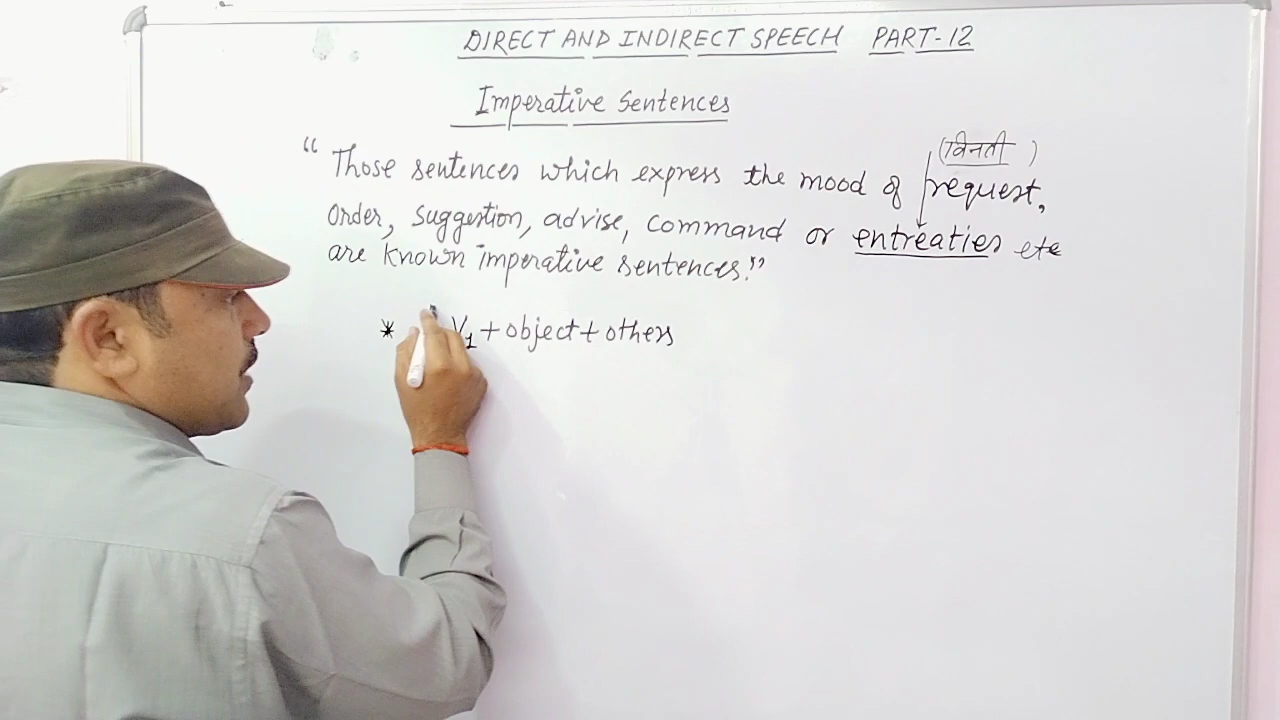 DIRECT AND INDIRECT SPEECH PART-12
Imperative Sentences
(विनती)
“Those sentences which express the mood of request,
Order, suggestion, advise, command or entreaties etc
are known imperative sentences.”
* V1 + object + others